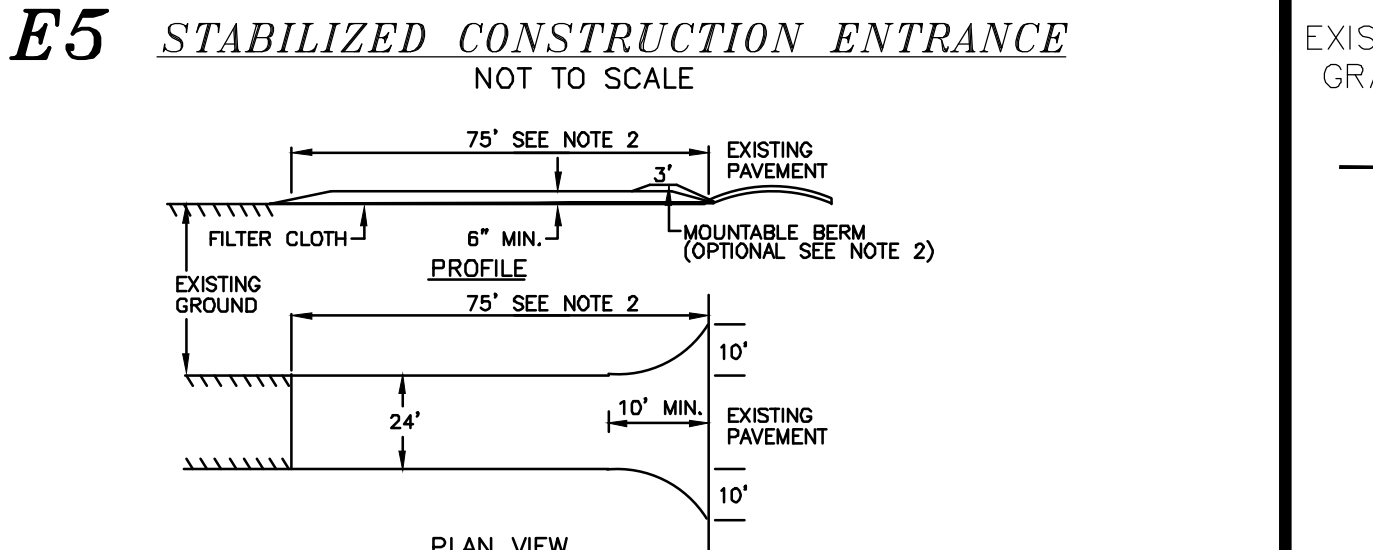 E5 STABILIZED CONSTRUCTION ENTRANCE
NOT TO SCALE
75' SEE NOTE 2
EXISTING
PAVEMENT
3'
FILTER CLOTH
6" MIN.
MOUNTABLE BERM
(OPTIONAL SEE NOTE 2)
PROFILE
EXISTING
GROUND
75' SEE NOTE 2
10'
24'
10' MIN.
EXISTING
PAVEMENT
10'
PLAN VIEW
EXIS
GRA